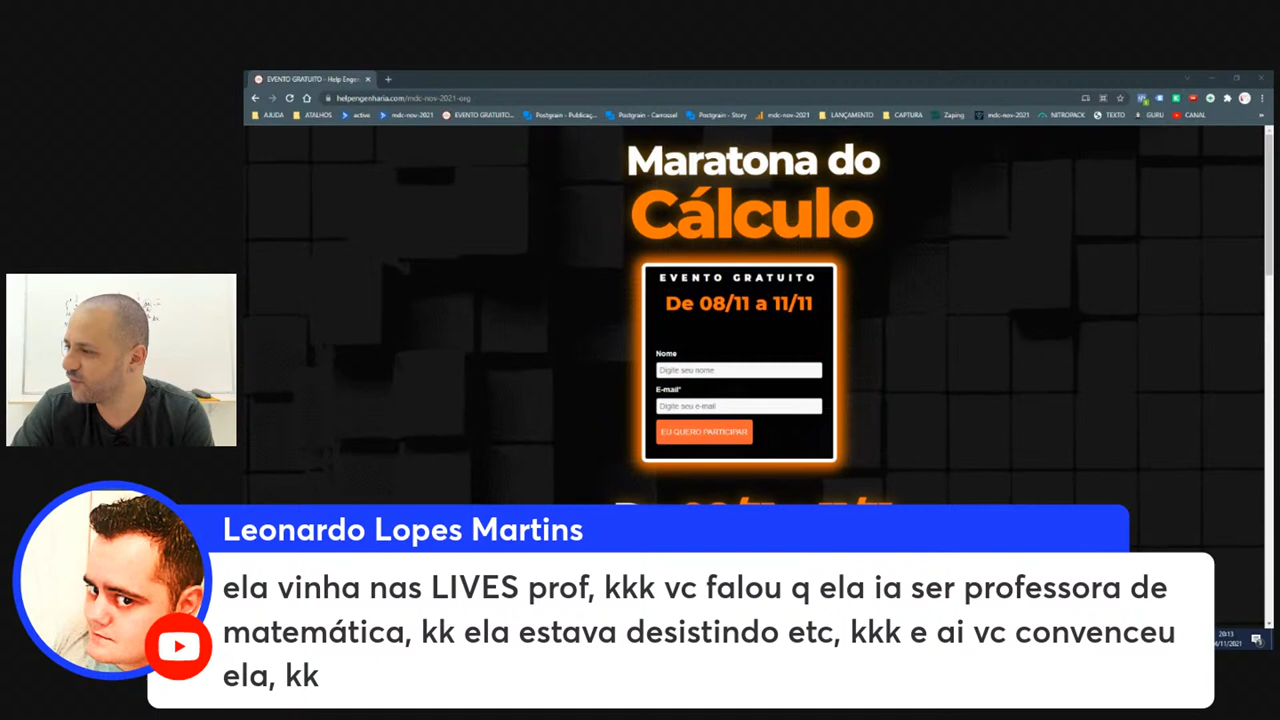 EVENTO GRATUITO - Help Engen
helpengenharia.com/mdc-nov-2021-org
AJUDA ATALHOS active mdc-nov-2021 EVENTO GRATUITO... Postgrain - Publicaç... Postgrain - Carrousel Postgrain - Story mdc-nov-2021 LANÇAMENTO CAPTURA Zaping mdc-nov-2021 NITROPACK TEXTO GURU CANAL
Maratona do
Cálculo
EVENTO GRATUITO
De 08/11 a 11/11
Nome
Digite seu nome
E-mail*
Digite seu e-mail
EU QUERO PARTICIPAR
20:13
Leonardo Lopes Martins
ela vinha nas LIVES prof, kkk vc falou q ela ia ser professora de
matemática, kk ela estava desistindo etc, kkk e ai vc convenceu
ela, kk